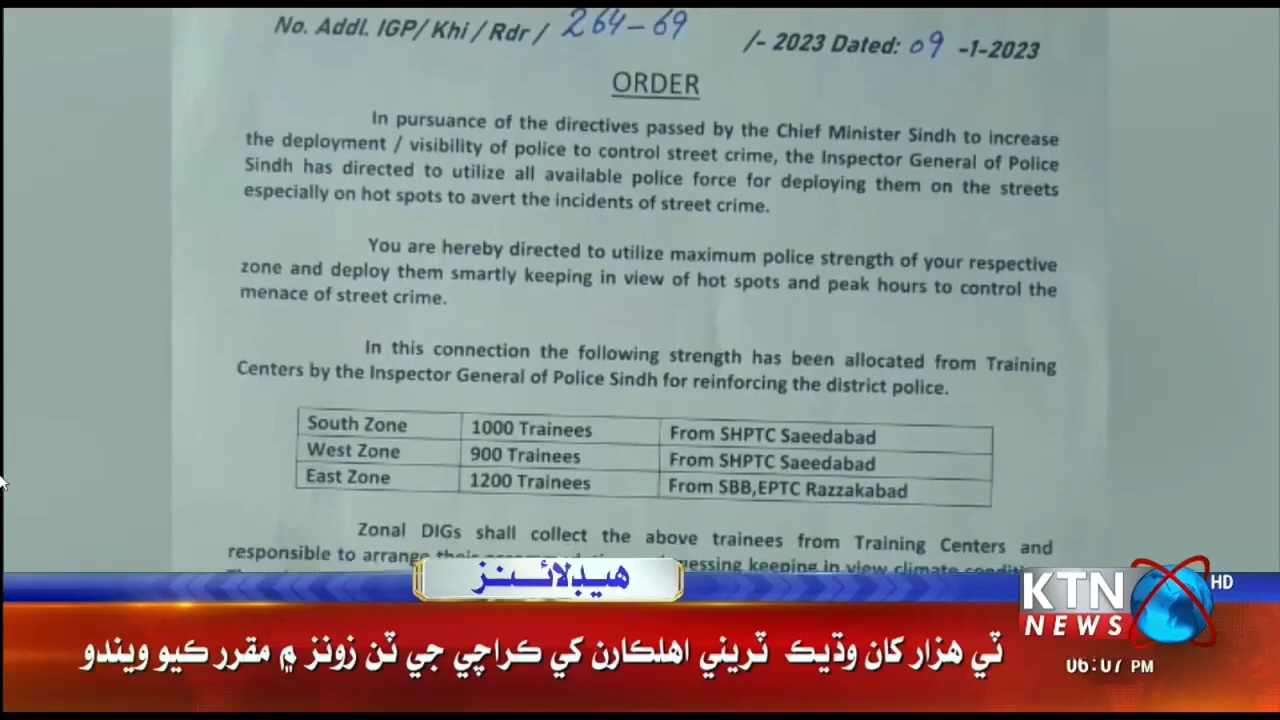 No. Addl. IGP/ Khi / Rdr / 264-69 /- 2023 Dated: 09 -1-2023
ORDER
In pursuance of the directives passed by the Chief Minister Sindh to increase
the deployment / visibility of police to control street crime, the Inspector General of Police
Sindh has directed to utilize all available police force for deploying them on the streets
especially on hot spots to avert the incidents of street crime.
You are hereby directed to utilize maximum police strength of your respective
zone and deploy them smartly keeping in view of hot spots and peak hours to control the
menace of street crime.
In this connection the following strength has been allocated from Training
Centers by the Inspector General of Police Sindh for reinforcing the district police.
South Zone 1000 Trainees From SHPTC Saeedabad
West Zone 900 Trainees From SHPTC Saeedabad
East Zone 1200 Trainees From SBB,EPTC Razzakabad
Zonal DIGs shall collect the above trainees from Training Centers and
responsible to arrange keeping in view climate
هيڊلائينز
KTN HD
NEWS
ٽي هزار کان وڌيڪ ٽريني اهلڪارن کي ڪراچي جي ٽن زونز ۾ مقرر ڪيو ويندو
06:07 PM